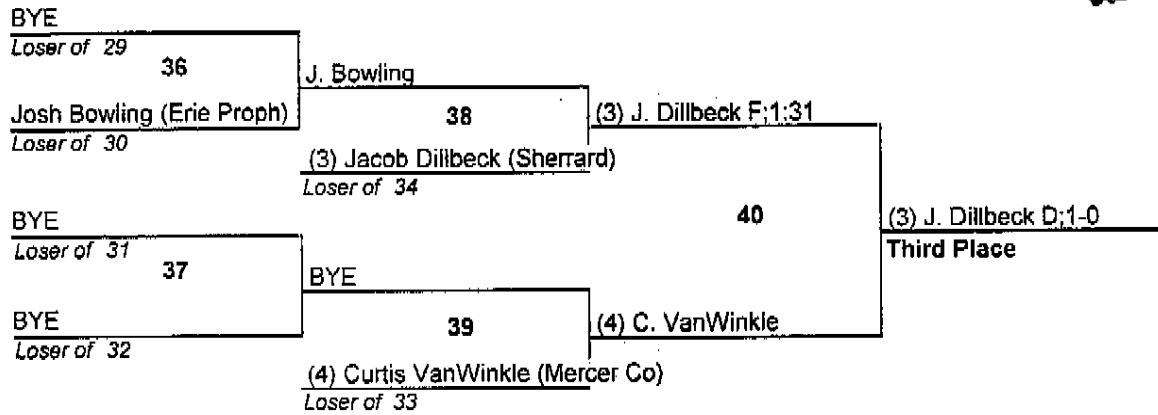 BYE
Loser of 29
36
J. Bowling
Josh Bowling (Erie Proph)
Loser of 30
38
(3) J. Dillbeck F;1:31
(3) Jacob Dillbeck (Sherrard)
Loser of 34
40
(3) J. Dillbeck D;1-0
Third Place
BYE
Loser of 31
37
BYE
BYE
Loser of 32
39
(4) C. VanWinkle
(4) Curtis VanWinkle (Mercer Co)
Loser of 33